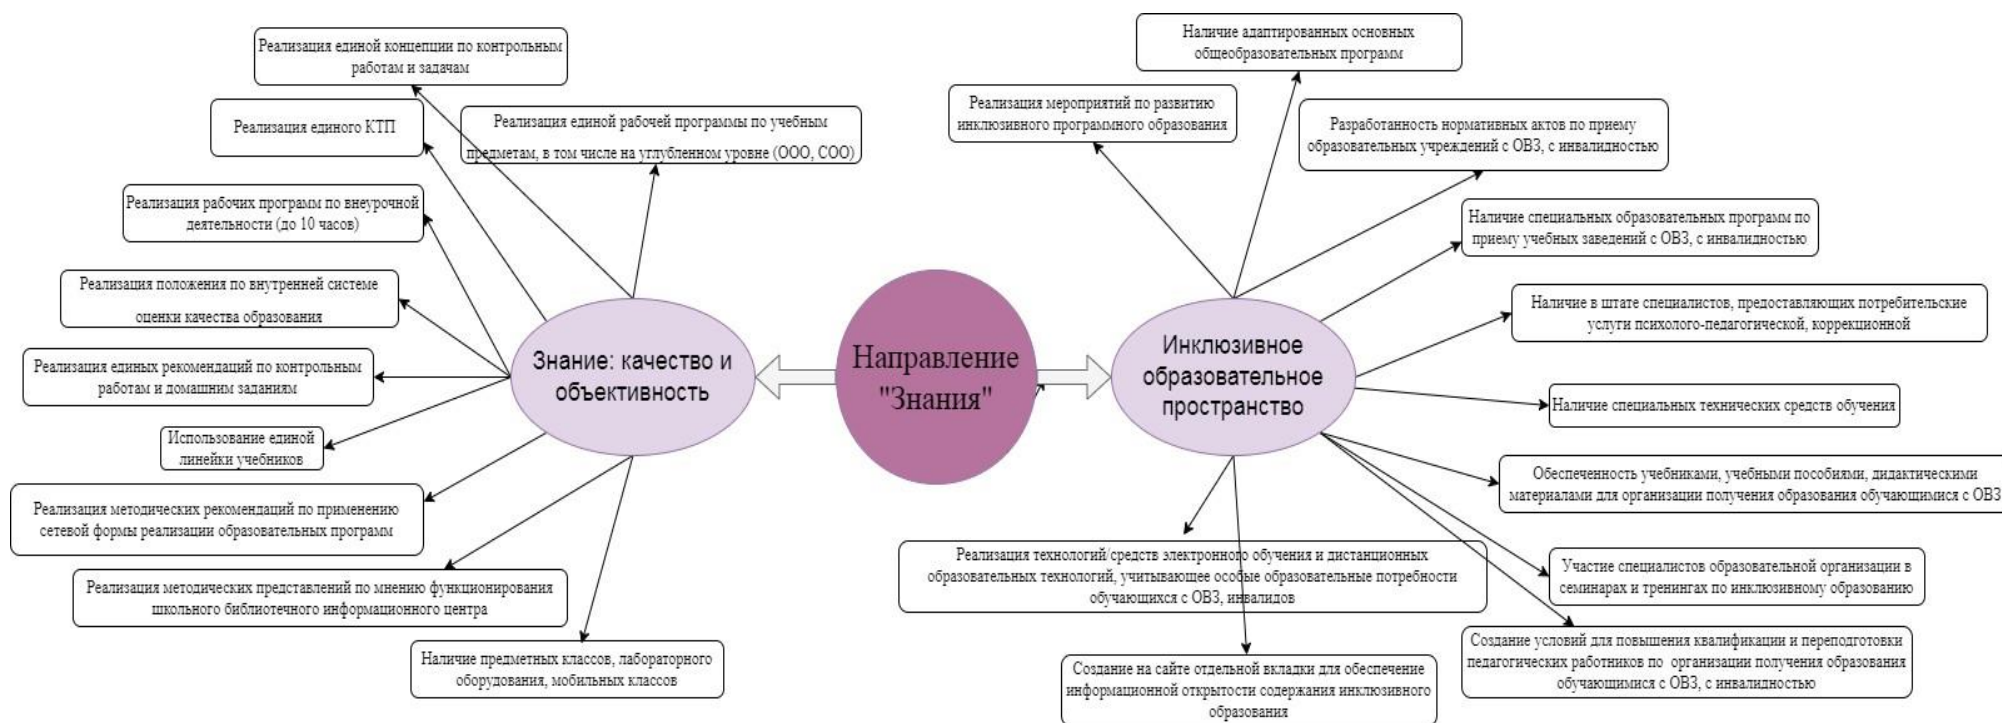 Реализация единой концепции по контрольным
работам и задачам
Реализация единого КТП
Реализация единой рабочей программы по учебным
предметам, в том числе на углубленном уровне (ООО, СОО)
Реализация рабочих программ по внеурочной
деятельности (до 10 часов)
Реализация положения по внутренней системе
оценки качества образования
Реализация единых рекомендаций по контрольным
работам и домашним заданиям
Использование единой
линейки учебников
Реализация методических рекомендаций по применению
сетевой формы реализации образовательных программ
Реализация методических представлений по мнению функционирования
школьного библиотечного информационного центра
Наличие предметных классов, лабораторного
оборудования, мобильных классов
Знание: качество и
объективность
Направление
"Знания"
Инклюзивное
образовательное
пространство
Наличие адаптированных основных
общеобразовательных программ
Реализация мероприятий по развитию
инклюзивного программного образования
Разработанность нормативных актов по приему
образовательных учреждений с ОВЗ, с инвалидностью
Наличие специальных образовательных программ по
приему учебных заведений с ОВЗ, с инвалидностью
Наличие в штате специалистов, предоставляющих потребительские
услуги психолого-педагогической, коррекционной
Наличие специальных технических средств обучения
Обеспеченность учебниками, учебными пособиями, дидактическими
материалами для организации получения образования обучающимися с ОВЗ
Участие специалистов образовательной организации в
семинарах и тренингах по инклюзивному образованию
Создание условий для повышения квалификации и переподготовки
педагогических работников по организации получения образования
обучающимися с ОВЗ, с инвалидностью
Реализация технологий/средств электронного обучения и дистанционных
образовательных технологий, учитывающее особые образовательные потребности
обучающихся с ОВЗ, инвалидов
Создание на сайте отдельной вкладки для обеспечение
информационной открытости содержания инклюзивного
образования